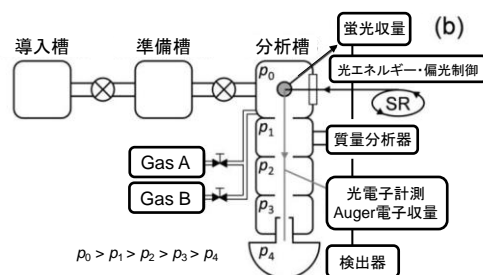 蛍光収量
(b)
導入槽
準備槽
分析槽
光エネルギー・偏光制御
p0
SR
p1
質量分析器
Gas A
p2
光電子計測
Auger電子収量
Gas B
p3
p0 > p1 > p2 > p3 > p4
p4
検出器